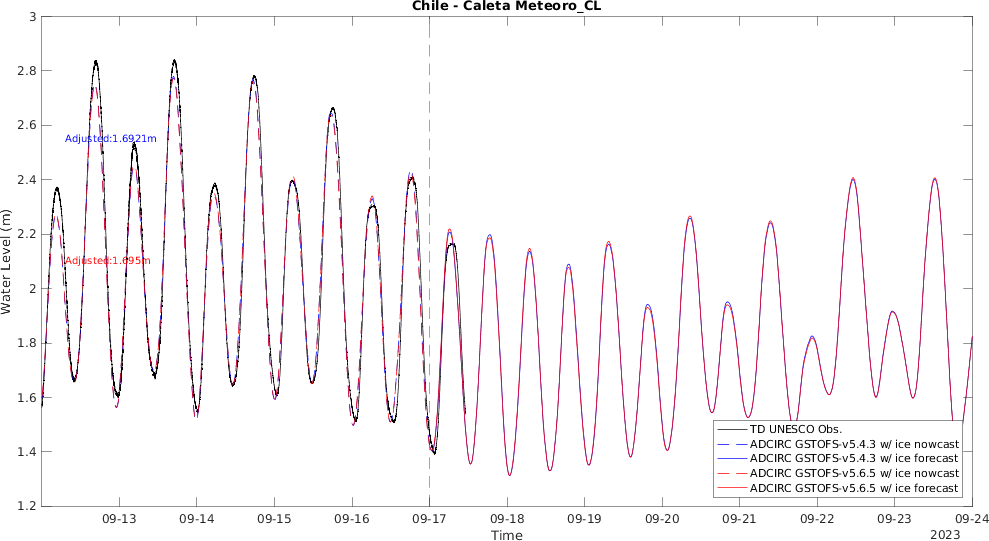 Chile - Caleta Meteoro_CL
3
2.8
2.6
2.4
2.2
2
1.8
1.6
1.4
1.2
Water Level (m)
Adjusted:1.6921m
Adjusted:1.695m
TD UNESCO Obs.
ADCIRC GSTOFS-v5.4.3 w/ ice nowcast
ADCIRC GSTOFS-v5.4.3 w/ ice forecast
ADCIRC GSTOFS-v5.6.5 w/ ice nowcast
ADCIRC GSTOFS-v5.6.5 w/ ice forecast
09-13 09-14 09-15 09-16 09-17 09-18 09-19 09-20 09-21 09-22 09-23 09-24
Time
2023